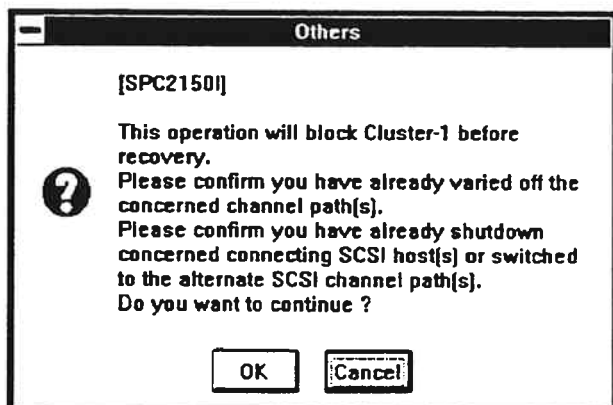 Others
[SPC2150I]
This operation will block Cluster-1 before
recovery.
Please confirm you have already varied off the
concerned channel path(s).
Please confirm you have already shutdown
concerned connecting SCSI host(s) or switched
to the alternate SCSI channel path(s).
Do you want to continue ?
OK Cancel